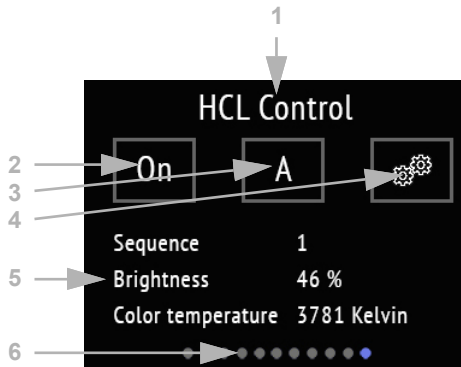 1
HCL Control
2
On
A
3
4
Sequence 1
5
Brightness 46 %
Color temperature 3781 Kelvin
6